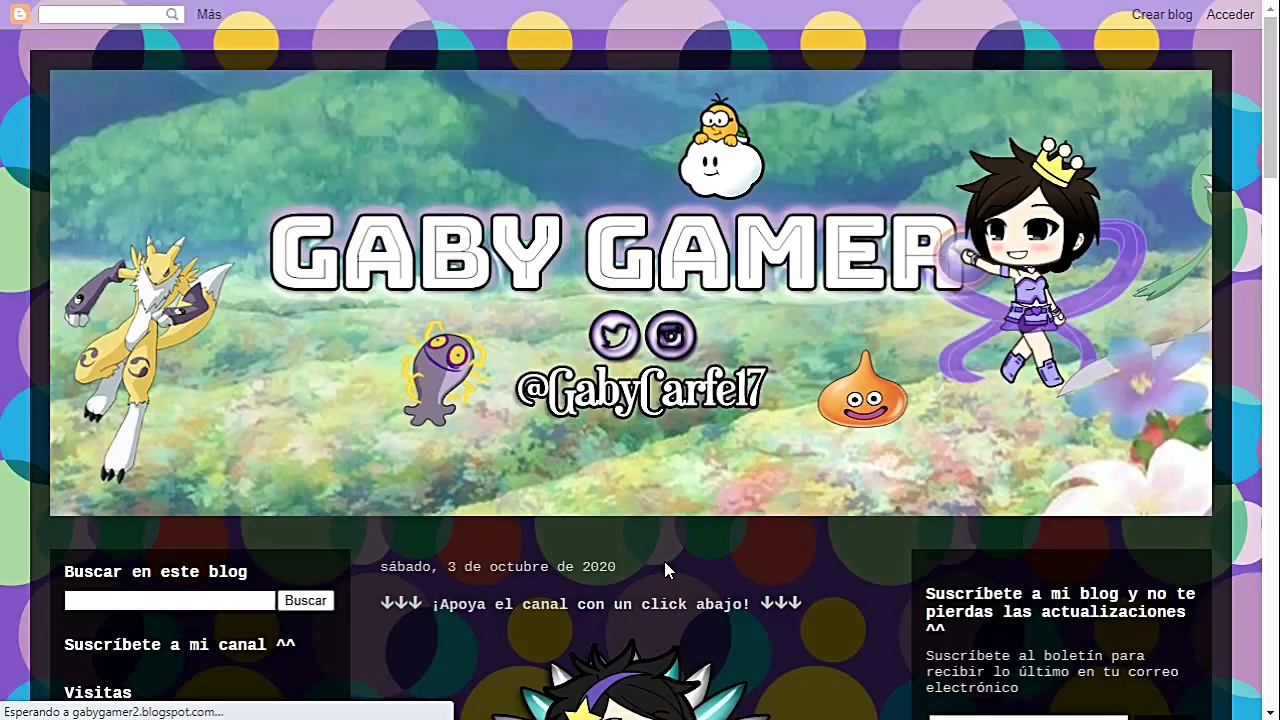 Más
Crear blog Acceder
GABY GAMER
@GabyCarfe17
sábado, 3 de octubre de 2020
Buscar en este blog
Buscar
↓↓↓ ¡Apoya el canal con un click abajo! ↓↓↓
Suscríbete a mi canal ^^
Visitas
Suscríbete a mi blog y no te
pierdas las actualizaciones
^^
Suscríbete al boletín para
recibir lo último en tu correo
electrónico
Esperando a gabygamer2.blogspot.com...